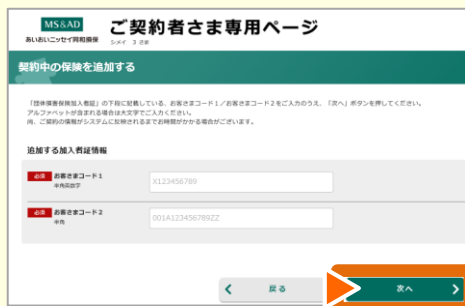 MS&AD
あいおいニッセイ同和損保
ご契約者さま専用ページ
シメイ 3 さま
契約中の保険を追加する
「団体傷害保険加入者証」の下段に記載している、お客さまコード1/お客さまコード2をご入力のうえ、「次へ」ボタンを押してください。
アルファベットが含まれる場合は大文字でご入力ください。
尚、ご契約の情報がシステムに反映されるまでお時間がかかる場合がございます。
追加する加入者証情報
必須 お客さまコード1
半角英数字
X123456789
必須 お客さまコード2
半角
001A123456789ZZ
戻る
次へ